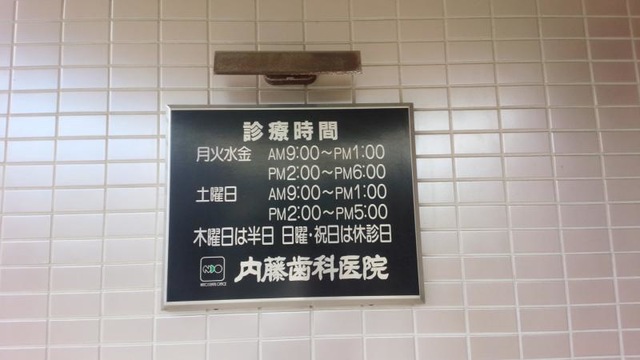 診療時間
月火水金 AM9:00～PM1:00
PM2:00～PM6:00
土曜日 AM9:00～PM1:00
PM2:00～PM5:00
木曜日は半日 日曜・祝日は休診日
内藤歯科医院